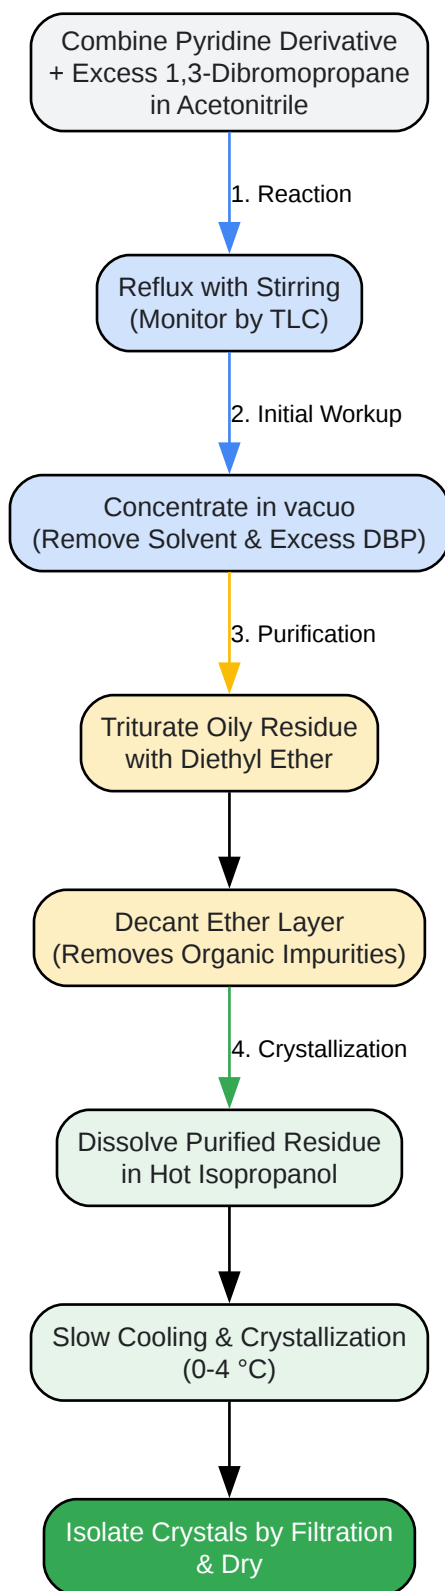 Combine Pyridine Derivative
+ Excess 1,3-Dibromopropane
in Acetonitrile
1. Reaction
Reflux with Stirring
(Monitor by TLC)
2. Initial Workup
Concentrate in vacuo
(Remove Solvent & Excess DBP)
3. Purification
Triturate Oily Residue
with Diethyl Ether
Decant Ether Layer
(Removes Organic Impurities)
4. Crystallization
Dissolve Purified Residue
in Hot Isopropanol
Slow Cooling & Crystallization
(0-4 °C)
Isolate Crystals by Filtration
& Dry